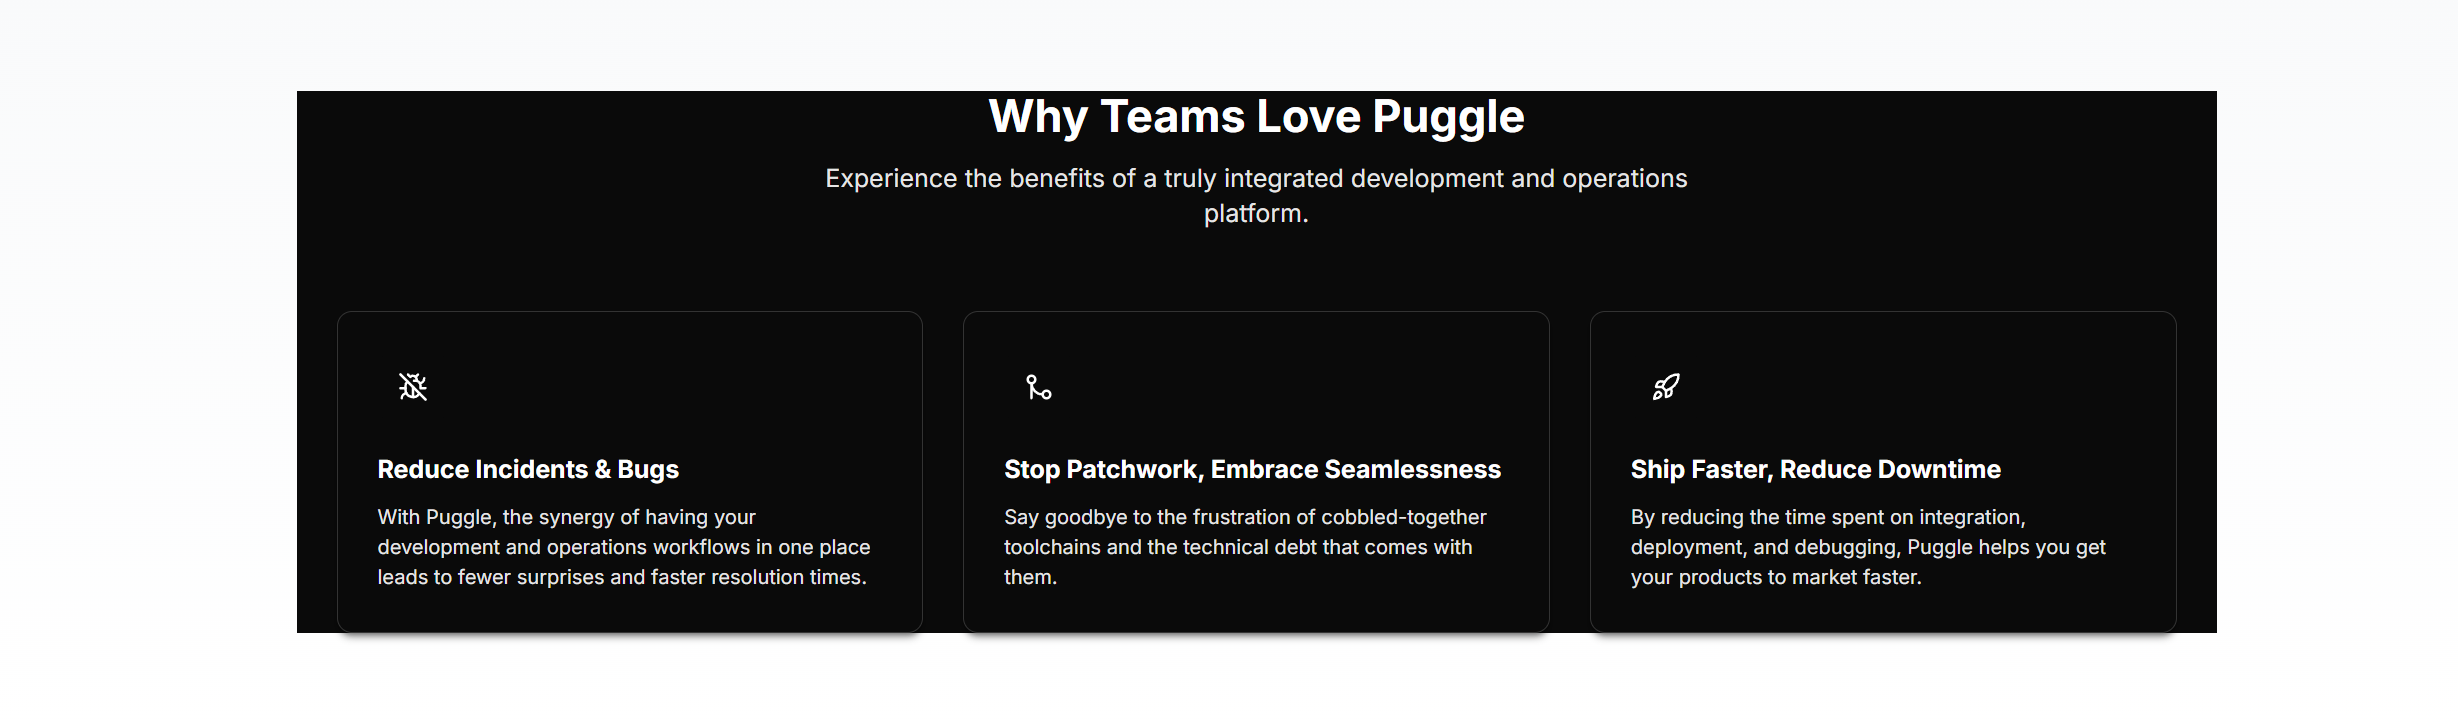 Why Teams Love Puggle
Experience the benefits of a truly integrated development and operations
platform.
Reduce Incidents & Bugs
With Puggle, the synergy of having your
development and operations workflows in one place
leads to fewer surprises and faster resolution times.
Stop Patchwork, Embrace Seamlessness
Say goodbye to the frustration of cobbled-together
toolchains and the technical debt that comes with
them.
Ship Faster, Reduce Downtime
By reducing the time spent on integration,
deployment, and debugging, Puggle helps you get
your products to market faster.